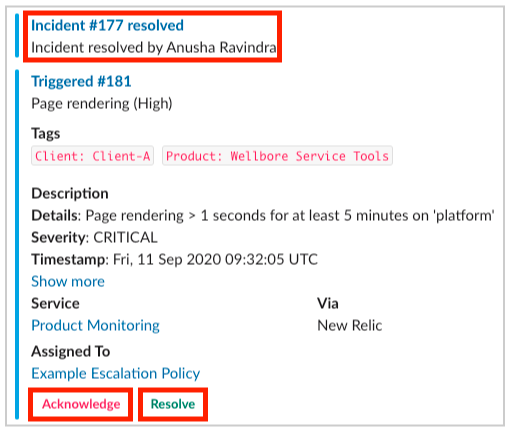 Incident #177 resolved
Incident resolved by Anusha Ravindra
Triggered #181
Page rendering (High)
Tags
Client: Client-A Product: Wellbore Service Tools
Description
Details: Page rendering > 1 seconds for at least 5 minutes on 'platform'
Severity: CRITICAL
Timestamp: Fri, 11 Sep 2020 09:32:05 UTC
Show more
Service Via
Product Monitoring New Relic
Assigned To
Example Escalation Policy
Acknowledge Resolve